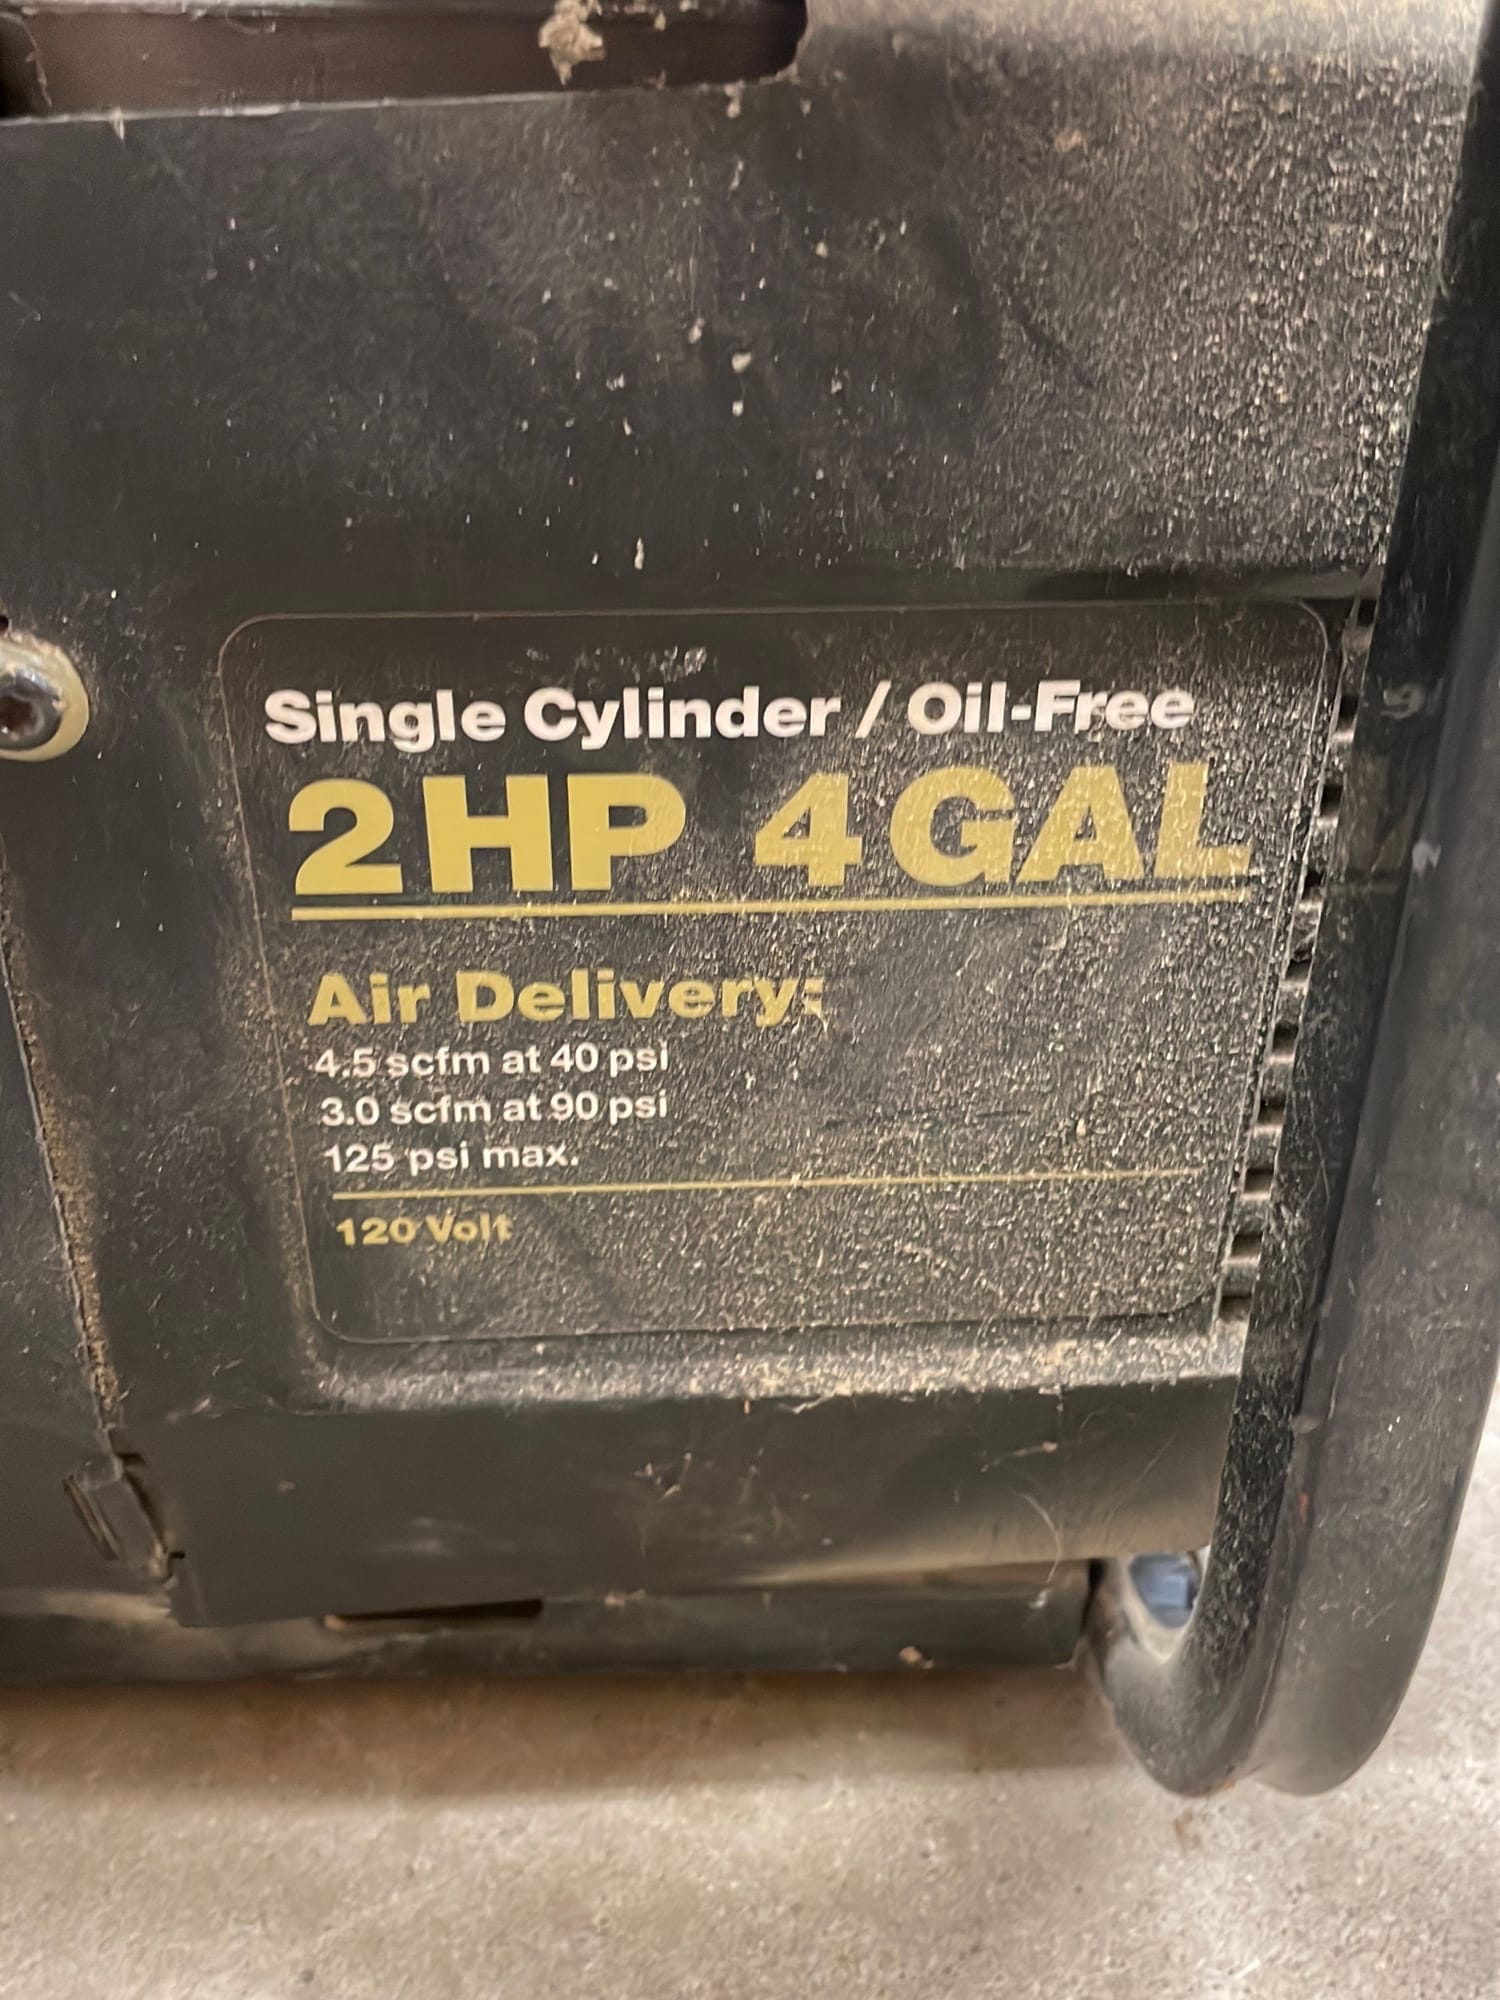 Single Cylinder / Oil-Free
2HP 4GAL
Air Delivery:
4.5 scfm at 40 psi
3.0 scfm at 90 psi
125 psi max.
120 Volt